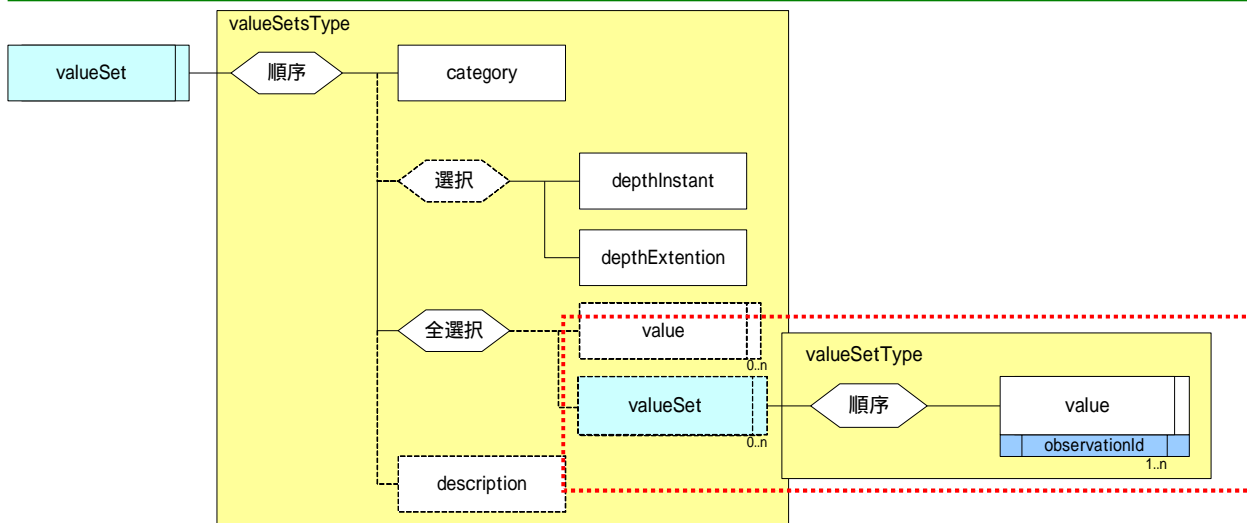 valueSetsType
valueSet
順序
category
選択
depthInstant
depthExtention
全選択
value
0..n
valueSetType
valueSet
0..n
順序
value
observationId
1..n
description